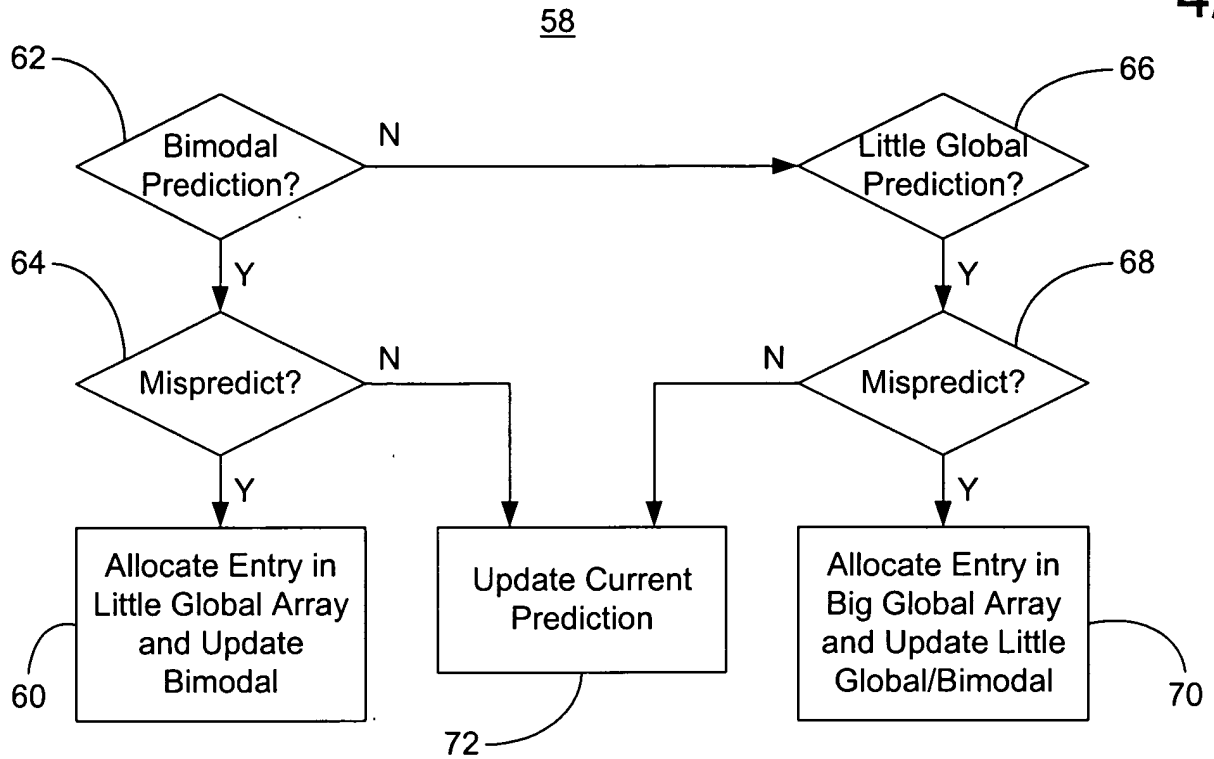 58
4
62
66
Bimodal
Prediction?
N
Little Global
Prediction?
64
Y
Y
68
Mispredict?
N
N
Mispredict?
Y
Y
Allocate Entry in
Little Global Array
and Update
Bimodal
Update Current
Prediction
Allocate Entry in
Big Global Array
and Update Little
Global/Bimodal
60
72
70